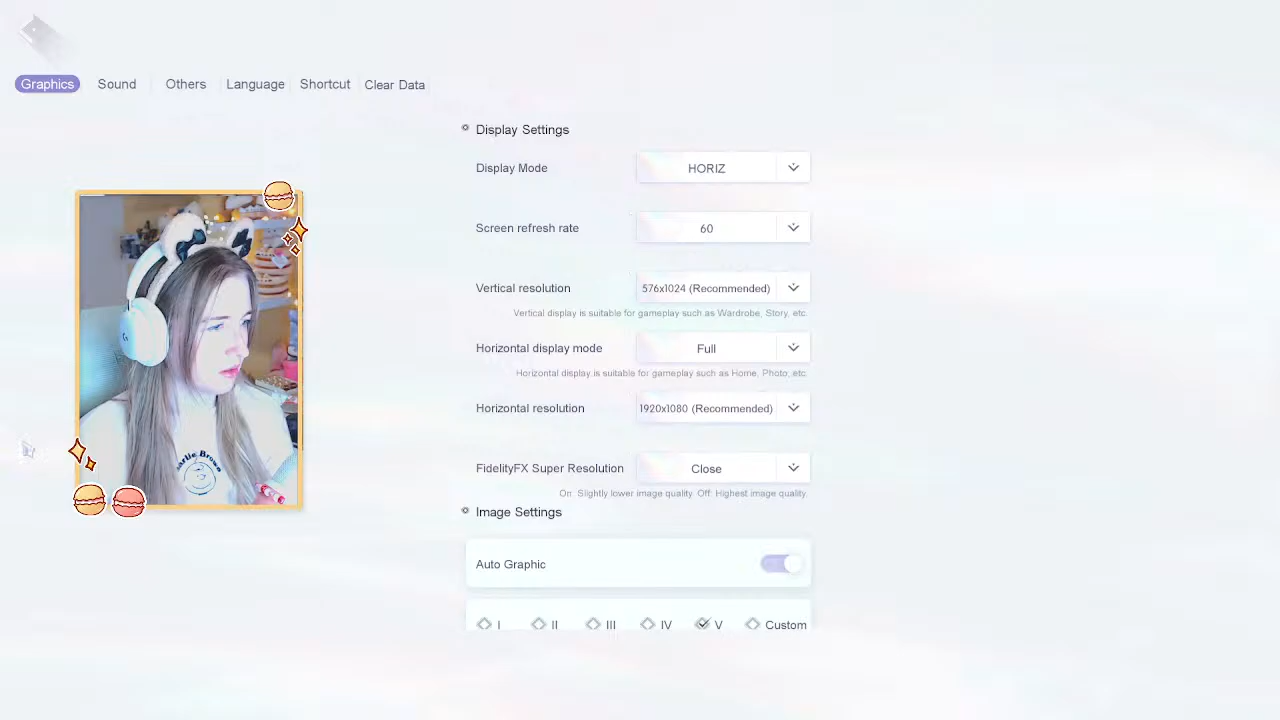 Graphics Sound Others Language Shortcut Clear Data
Display Settings
Display Mode HORIZ
Screen refresh rate 60
Vertical resolution 576x1024 (Recommended)
Vertical display is suitable for gameplay such as Wardrobe, Story, etc.
Horizontal display mode Full
Horizontal display is suitable for gameplay such as Home, Photo, etc.
Horizontal resolution 1920x1080 (Recommended)
FidelityFX Super Resolution Close
On: Slightly lower image quality. Off: Highest image quality.
Image Settings
Auto Graphic
I II III IV V Custom
arlie Brown